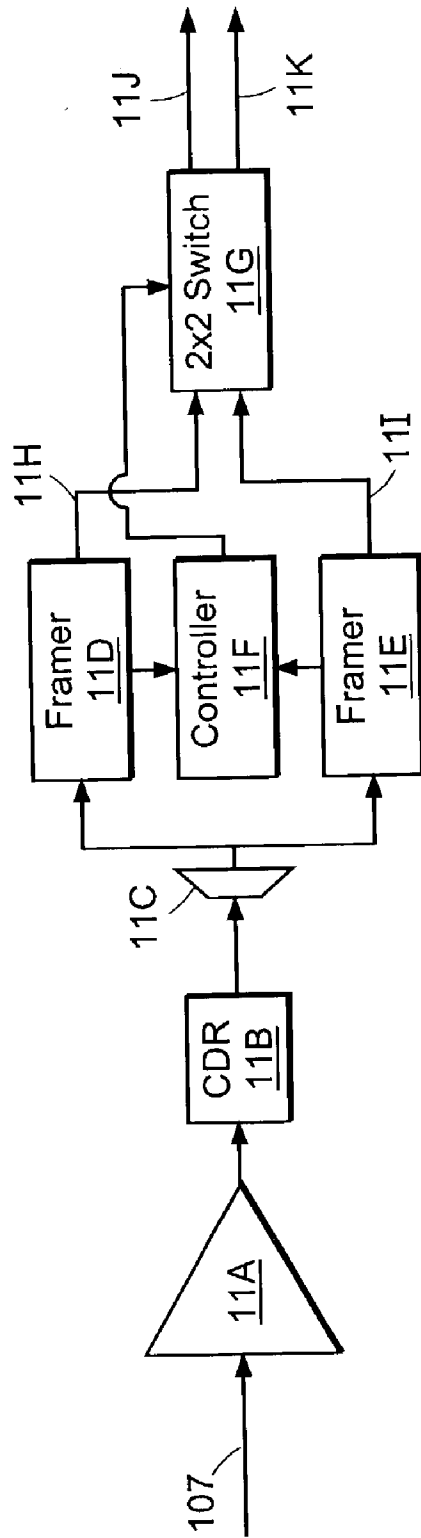 107
11A
CDR
11B
11C
Framer
11D
Controller
11F
Framer
11E
11H
11I
2x2 Switch
11G
11J
11K